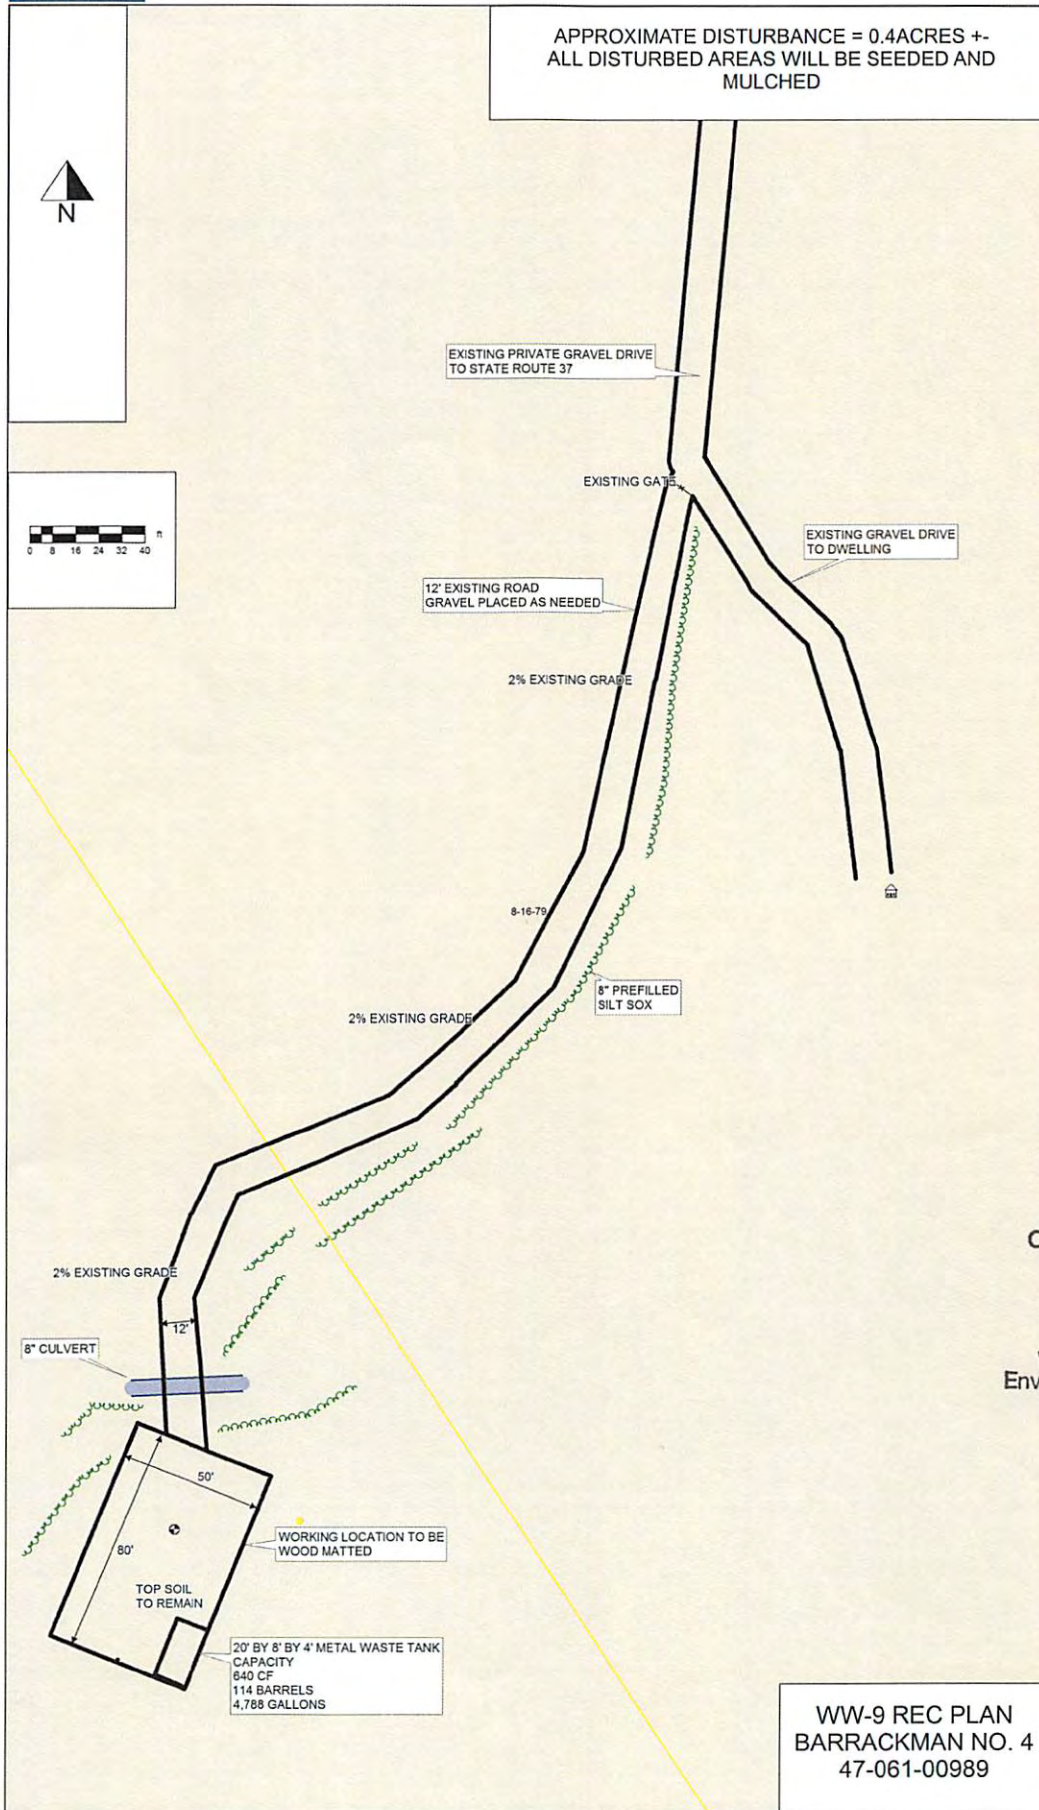 APPROXIMATE DISTURBANCE = 0.4ACRES +-
ALL DISTURBED AREAS WILL BE SEEDED AND
MULCHED
N
EXISTING PRIVATE GRAVEL DRIVE
TO STATE ROUTE 37
EXISTING GATE
ft
0 8 16 24 32 40
EXISTING GRAVEL DRIVE
TO DWELLING
12' EXISTING ROAD
GRAVEL PLACED AS NEEDED
2% EXISTING GRADE
8-16-79
8" PREFILLED
SILT SOX
2% EXISTING GRADE
2% EXISTING GRADE
12'
8" CULVERT
Env
50'
80'
WORKING LOCATION TO BE
WOOD MATTED
TOP SOIL
TO REMAIN
20' BY 8' BY 4' METAL WASTE TANK
CAPACITY
640 CF
114 BARRELS
4,788 GALLONS
WW-9 REC PLAN
BARRACKMAN NO. 4
47-061-00989